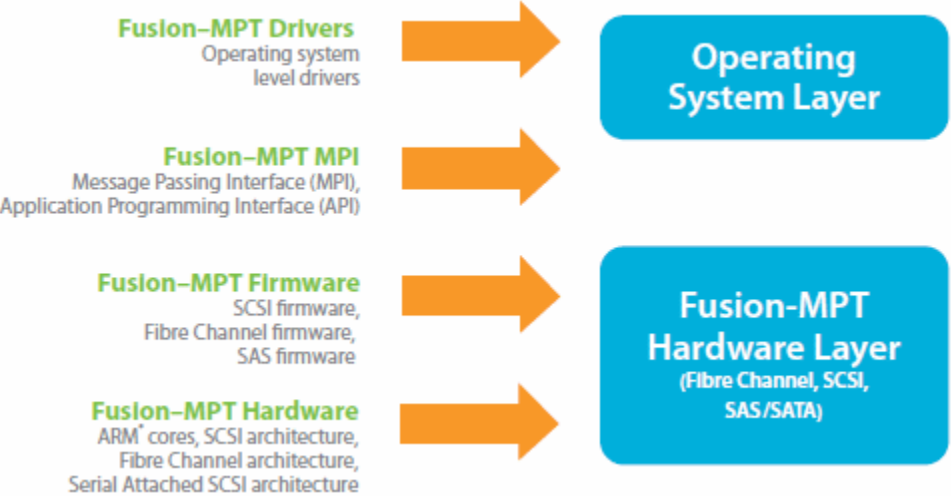 Fusion–MPT Drivers
Operating system
level drivers
Operating
System Layer
Fusion–MPT MPI
Message Passing Interface (MPI),
Application Programming Interface (API)
Fusion–MPT Firmware
SCSI firmware,
Fibre Channel firmware,
SAS firmware
Fusion-MPT
Hardware Layer
(Fibre Channel, SCSI,
SAS/SATA)
Fusion–MPT Hardware
ARM* cores, SCSI architecture,
Fibre Channel architecture,
Serial Attached SCSI architecture